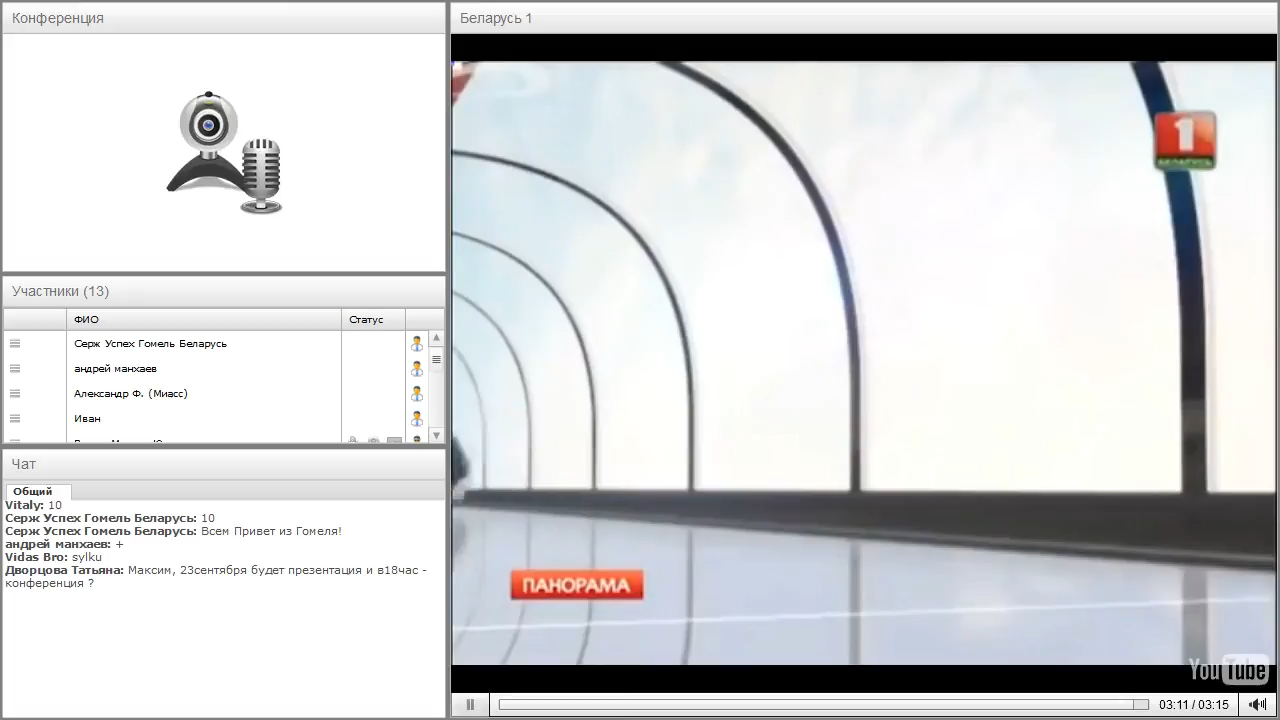 Конференция
Беларусь 1
1
БЕЛАРУСЬ
Участники (13)
ФИО Статус
Серж Успех Гомель Беларусь
андрей манхаев
Александр Ф. (Миасс)
Иван
Чат
Общий
Vitaly: 10
Серж Успех Гомель Беларусь: 10
Серж Успех Гомель Беларусь: Всем Привет из Гомеля!
андрей манхаев: +
Vidas Bro: sylku
Дворцова Татьяна: Максим, 23сентября будет презентация и в18час -
конференция ?
ПАНОРАМА
YouTube
03:11 / 03:15